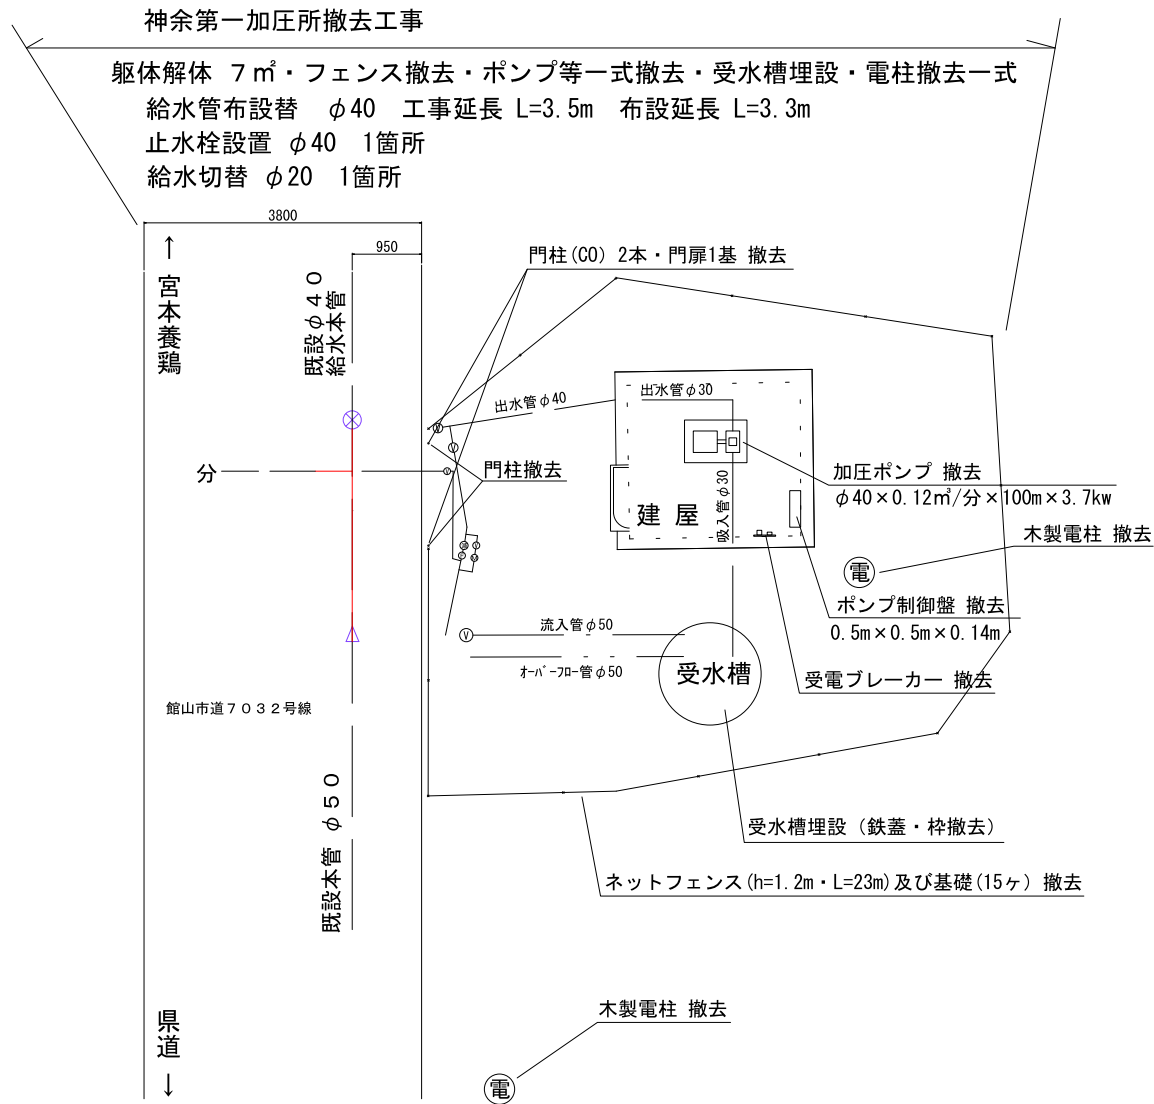 神余第一加圧所撤去工事
躯体解体 7㎡・フェンス撤去・ポンプ等一式撤去・受水槽埋設・電柱撤去一式
給水管布設替 φ40 工事延長 L=3.5m 布設延長 L=3.3m
止水栓設置 φ40 1箇所
給水切替 φ20 1箇所
3800
950
↑
宮本養鶏
既設φ40
給水本管
門柱(CO) 2本・門扉1基 撤去
出水管φ40
出水管φ30
分
門柱撤去
吸入管φ30
建屋
加圧ポンプ 撤去
φ40×0.12㎥/分×100m×3.7kw
木製電柱 撤去
電
ポンプ制御盤 撤去
0.5m×0.5m×0.14m
流入管φ50
V
オーバーフロー管φ50
受水槽
受電ブレーカー 撤去
館山市道7032号線
既設本管 φ50
受水槽埋設 (鉄蓋・枠撤去)
ネットフェンス(h=1.2m・L=23m)及び基礎(15ヶ) 撤去
木製電柱 撤去
電
県道
↓